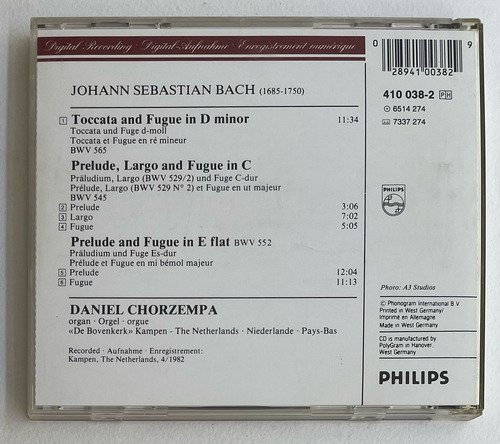 Digital Recording · Digital-Aufnahme · Enregistrement numérique
JOHANN SEBASTIAN BACH (1685-1750)
1 Toccata and Fugue in D minor 11:34
Toccata und Fuge d-moll
Toccata et Fugue en ré mineur
BWV 565
Prelude, Largo and Fugue in C
Präludium, Largo (BWV 529/2) und Fuge C-dur
Prélude, Largo (BWV 529 Nº 2) et Fugue en ut majeur
BWV 545
2 Prelude 3:06
3 Largo 7:02
4 Fugue 5:05
Prelude and Fugue in E flat BWV 552
Präludium und Fuge Es-dur
Prélude et Fugue en mi bémol majeur
5 Prelude 12:04
6 Fugue 11:13
DANIEL CHORZEMPA
organ · Orgel · orgue
«De Bovenkerk» Kampen - The Netherlands · Niederlande · Pays-Bas
Recorded · Aufnahme · Enregistrement:
Kampen, The Netherlands, 4/1982
0 28941 00382 9
410 038-2 PH
6514 274
7337 274
PHILIPS
Photo: A3 Studios
℗ Phonogram International B.V.
Printed in West Germany/
Imprimé en Allemagne
Made in West Germany
CD is manufactured by
PolyGram in Hanover,
West Germany
PHILIPS